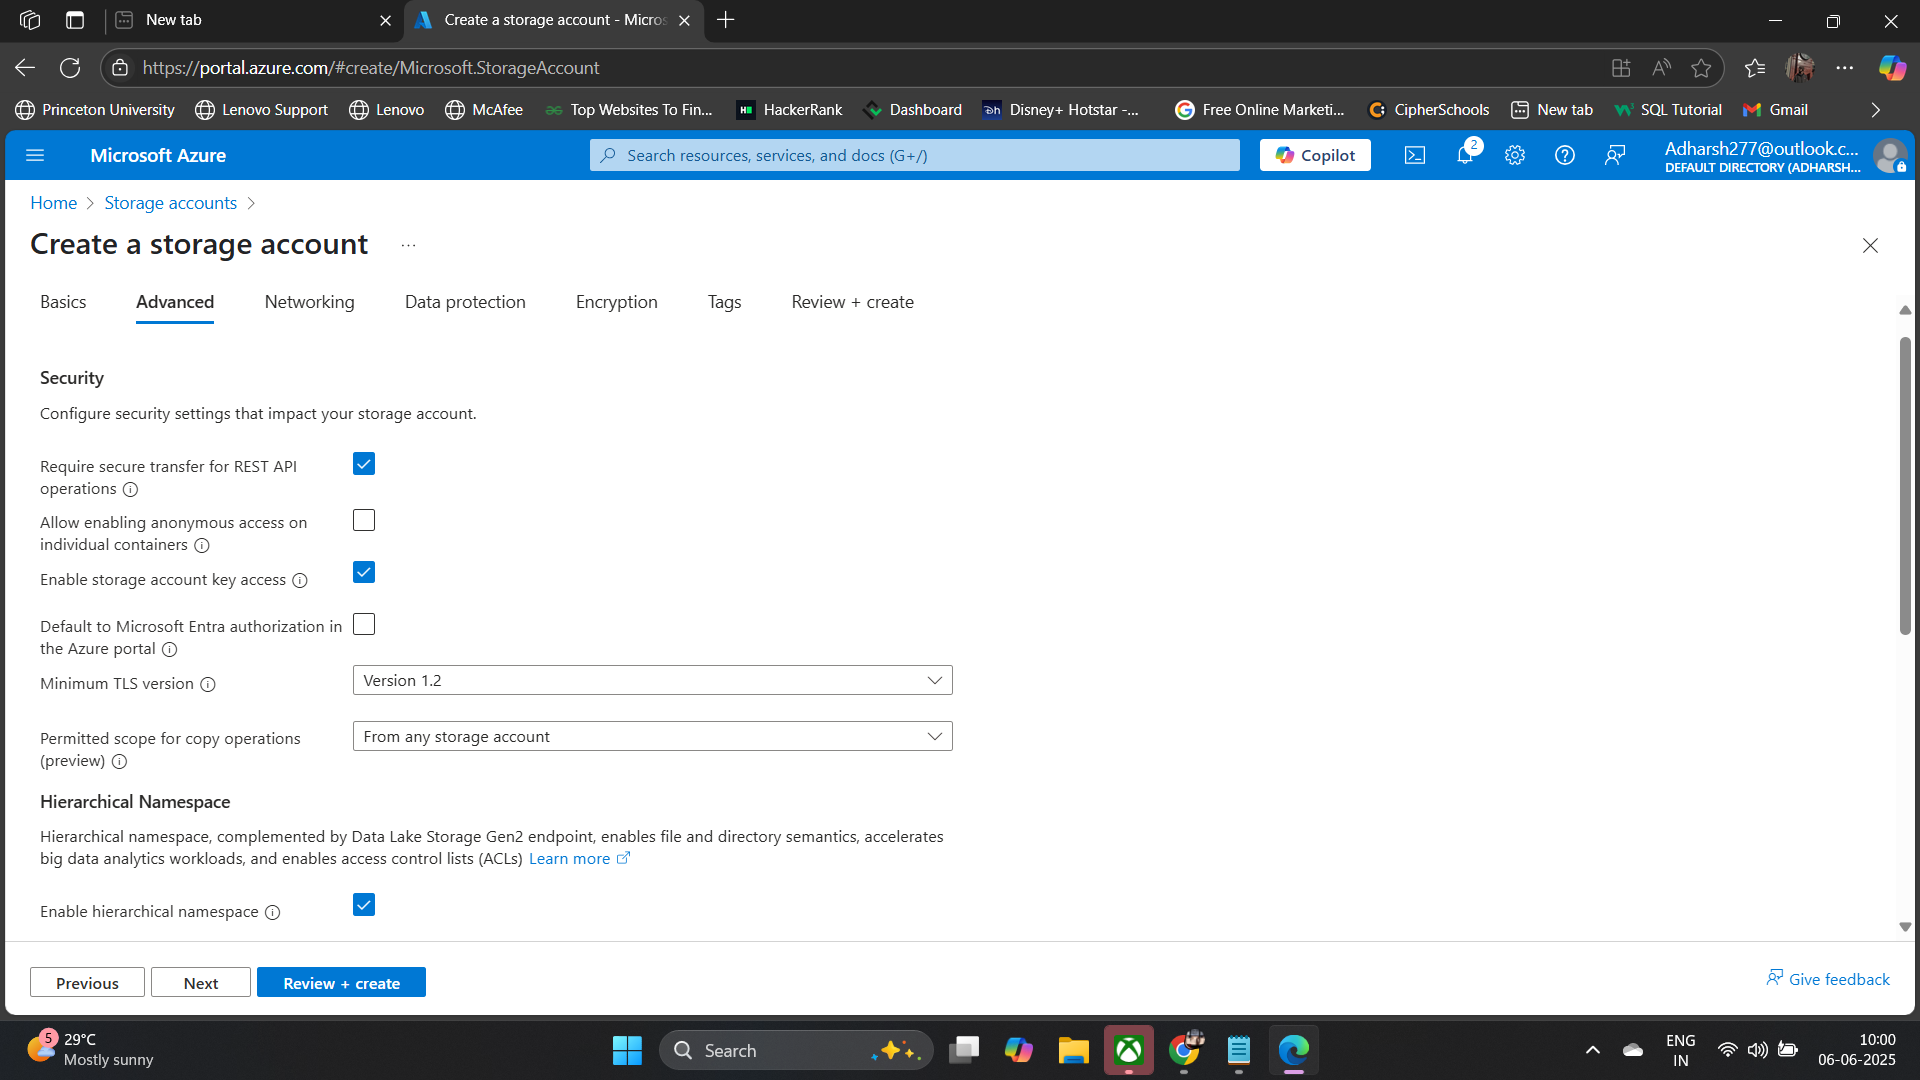 New tab
Create a storage account - Micros
https://portal.azure.com/#create/Microsoft.StorageAccount
Princeton University
Lenovo Support
Lenovo
McAfee
Top Websites To Fin...
HackerRank
Dashboard
Disney+ Hotstar -...
Free Online Marketi...
CipherSchools
New tab
SQL Tutorial
Gmail
Microsoft Azure
Search resources, services, and docs (G+/)
Copilot
2
Adharsh277@outlook.c...
DEFAULT DIRECTORY (ADHARSH...
Home
Storage accounts
Create a storage account
...
Basics
Advanced
Networking
Data protection
Encryption
Tags
Review + create
Security
Configure security settings that impact your storage account.
Require secure transfer for REST API
operations
Allow enabling anonymous access on
individual containers
Enable storage account key access
Default to Microsoft Entra authorization in
the Azure portal
Minimum TLS version
Version 1.2
Permitted scope for copy operations
(preview)
From any storage account
Hierarchical Namespace
Hierarchical namespace, complemented by Data Lake Storage Gen2 endpoint, enables file and directory semantics, accelerates
big data analytics workloads, and enables access control lists (ACLs) Learn more
Enable hierarchical namespace
Previous
Next
Review + create
Give feedback
5
29°C
Mostly sunny
Search
ENG
IN
10:00
06-06-2025